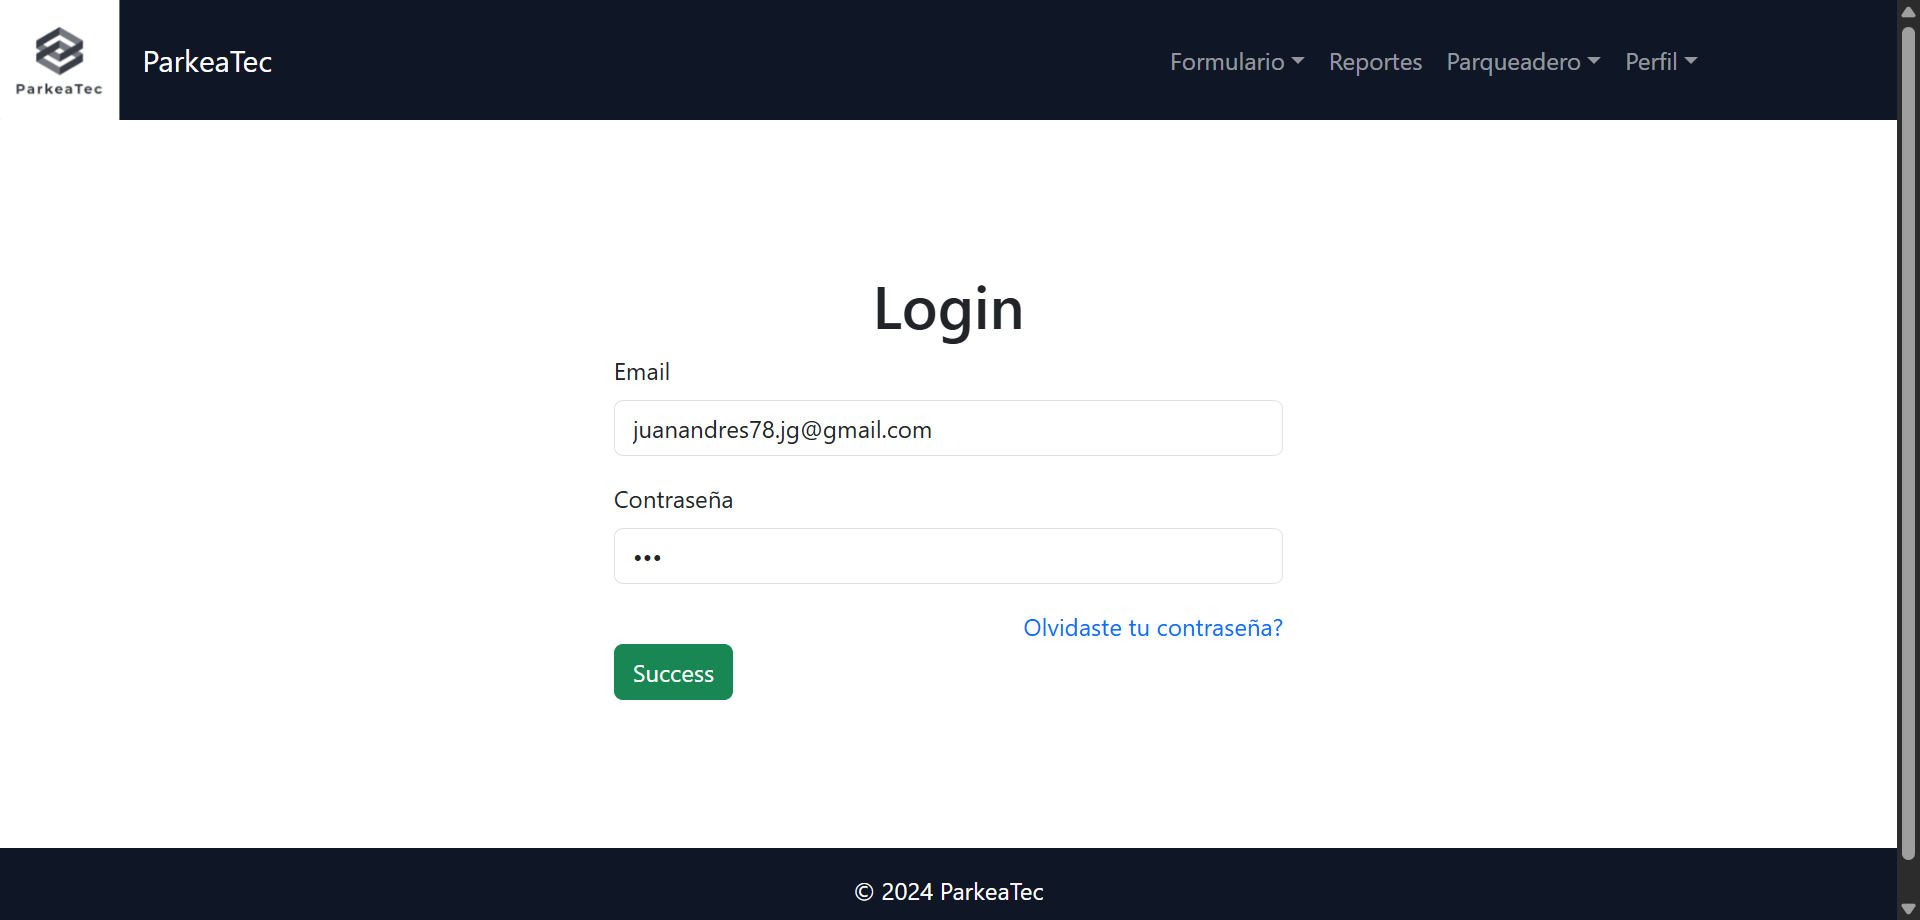 ParkeaTec
ParkeaTec
Formulario Reportes Parqueadero Perfil
Login
Email
juanandres78.jg@gmail.com
Contraseña
•••
Olvidaste tu contraseña?
Success
© 2024 ParkeaTec